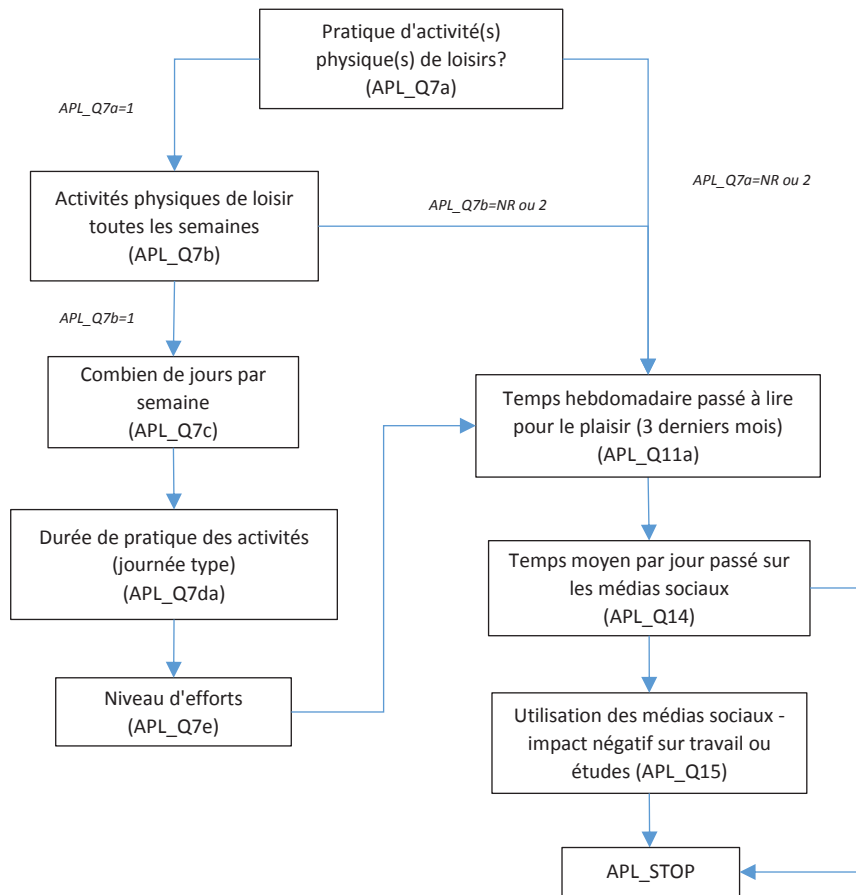 Pratique d'activité(s)
physique(s) de loisirs?
(APL_Q7a)
APL_Q7a=1
APL_Q7a=NR ou 2
Activités physiques de loisir
toutes les semaines
(APL_Q7b)
APL_Q7b=NR ou 2
APL_Q7b=1
Combien de jours par
semaine
(APL_Q7c)
Temps hebdomadaire passé à lire
pour le plaisir (3 derniers mois)
(APL_Q11a)
Durée de pratique des activités
(journée type)
(APL_Q7da)
Temps moyen par jour passé sur
les médias sociaux
(APL_Q14)
Niveau d'efforts
(APL_Q7e)
Utilisation des médias sociaux -
impact négatif sur travail ou
études (APL_Q15)
APL_STOP